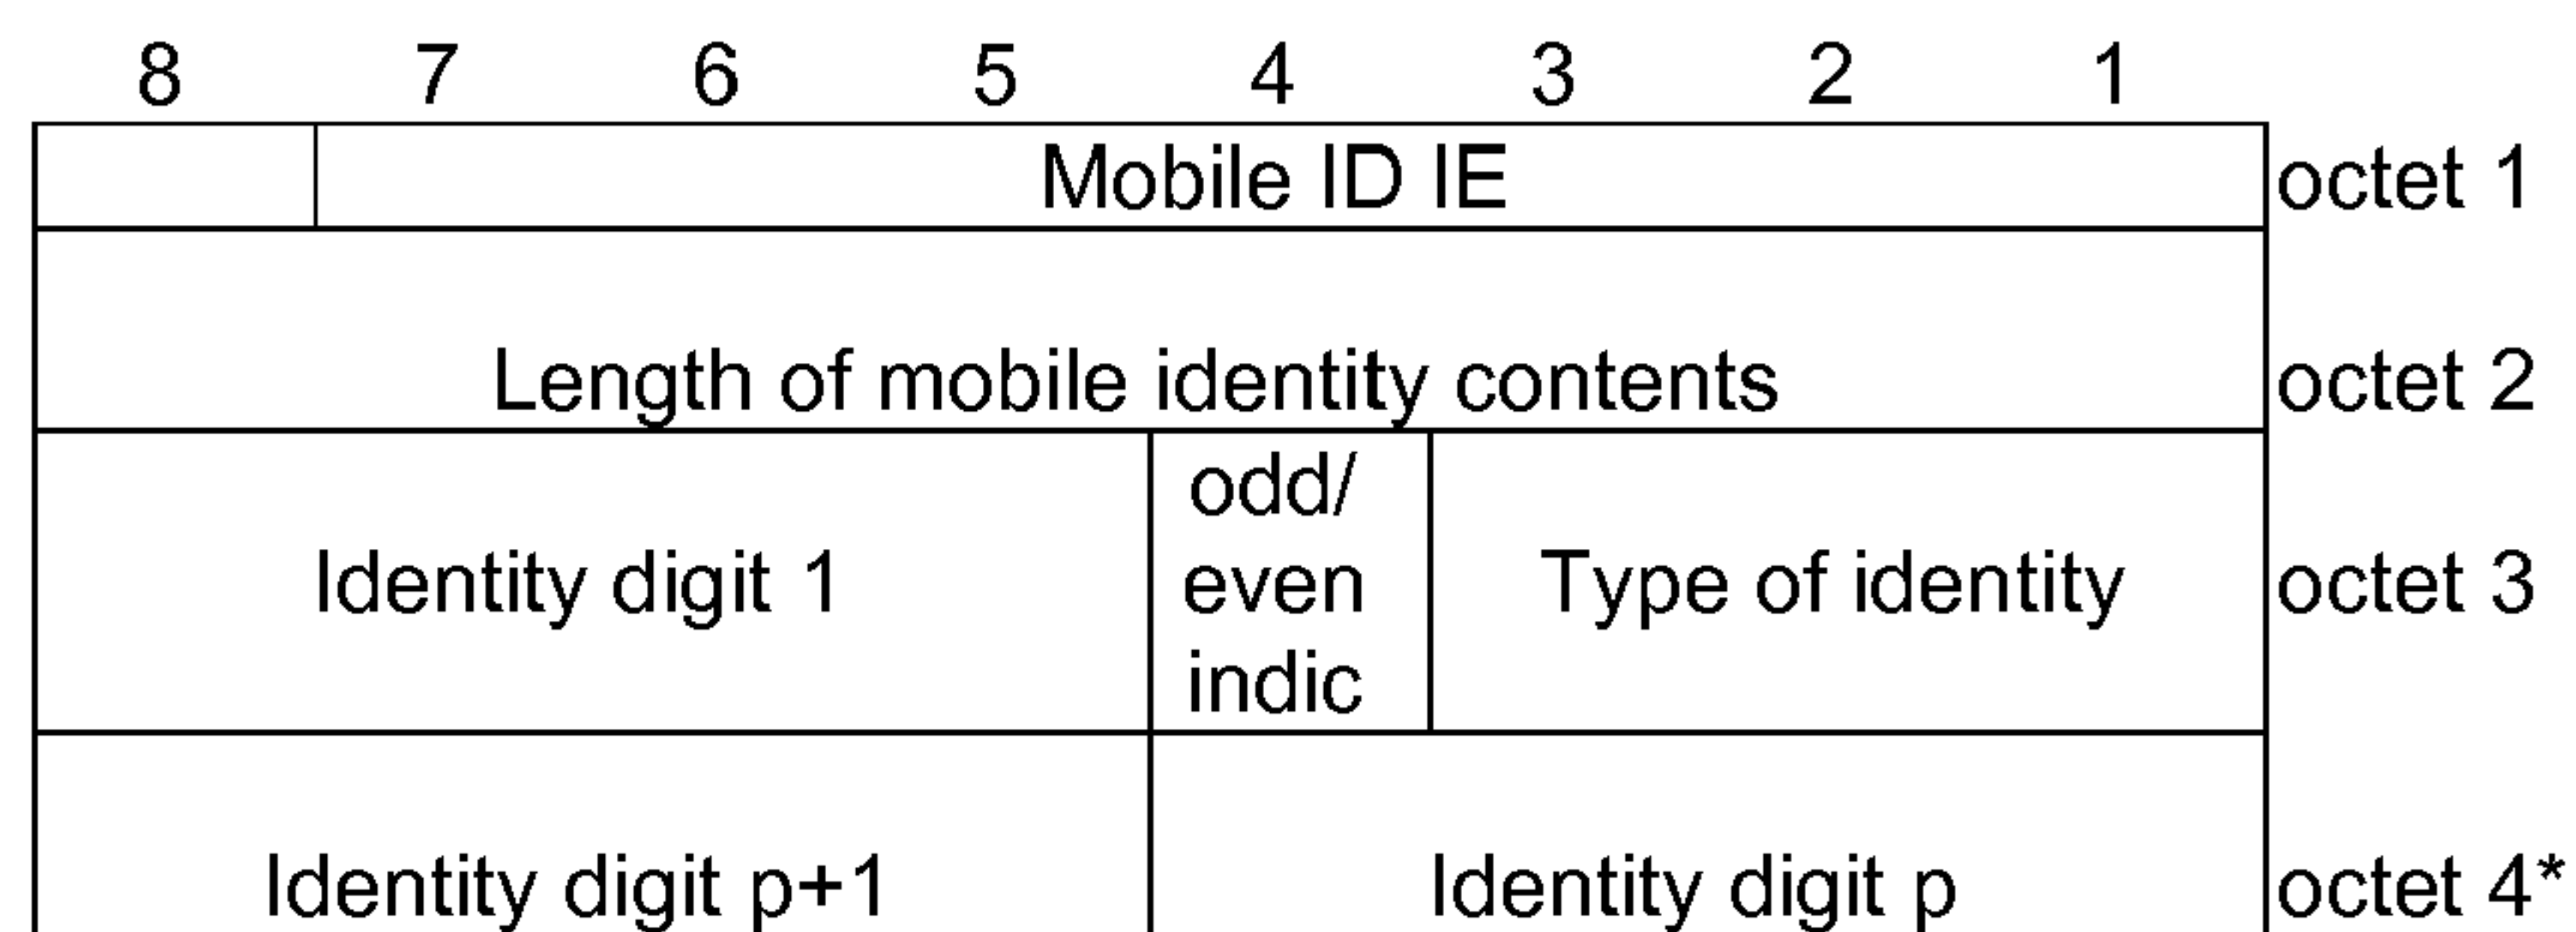 8 7 6 5 4 3 2 1
Mobile ID IE octet 1
Length of mobile identity contents octet 2
odd/
Identity digit 1 even Type of identity octet 3
indic
Identity digit p+1 Identity digit p octet 4*